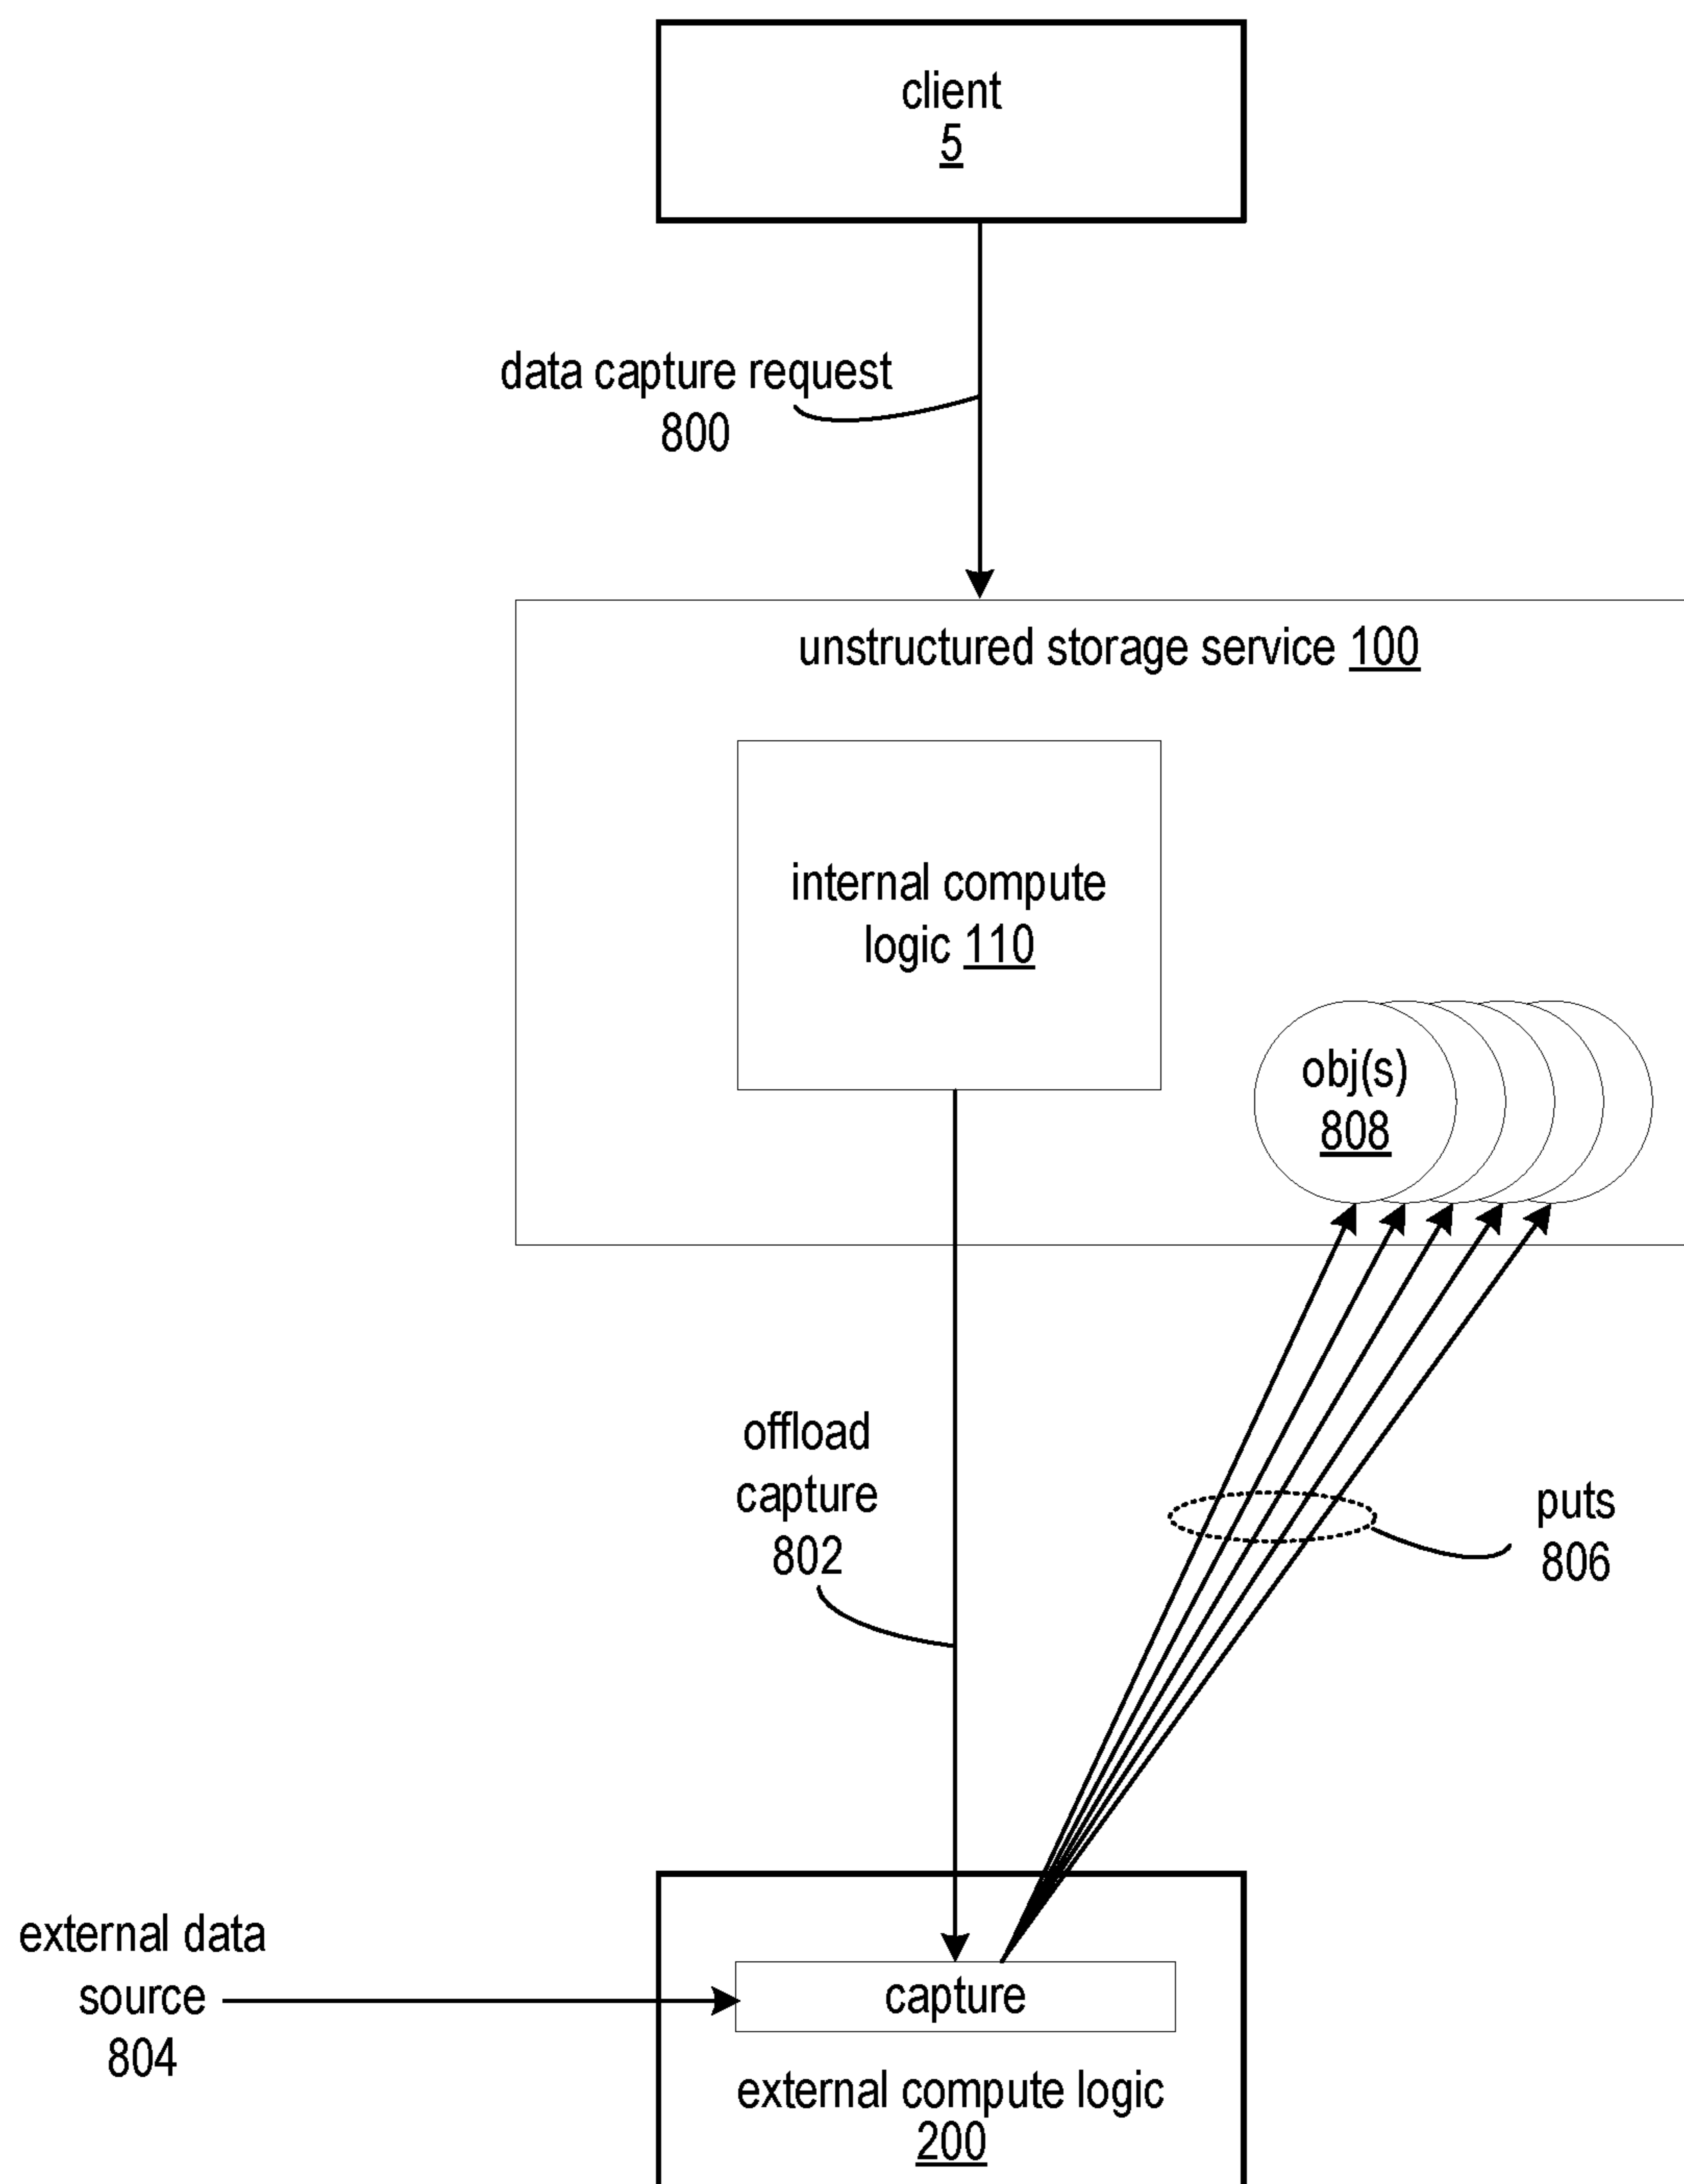 client
5
data capture request
800
unstructured storage service 100
internal compute
logic 110
obj(s)
808
offload
capture
802
puts
806
external data
source
804
capture
external compute logic
200